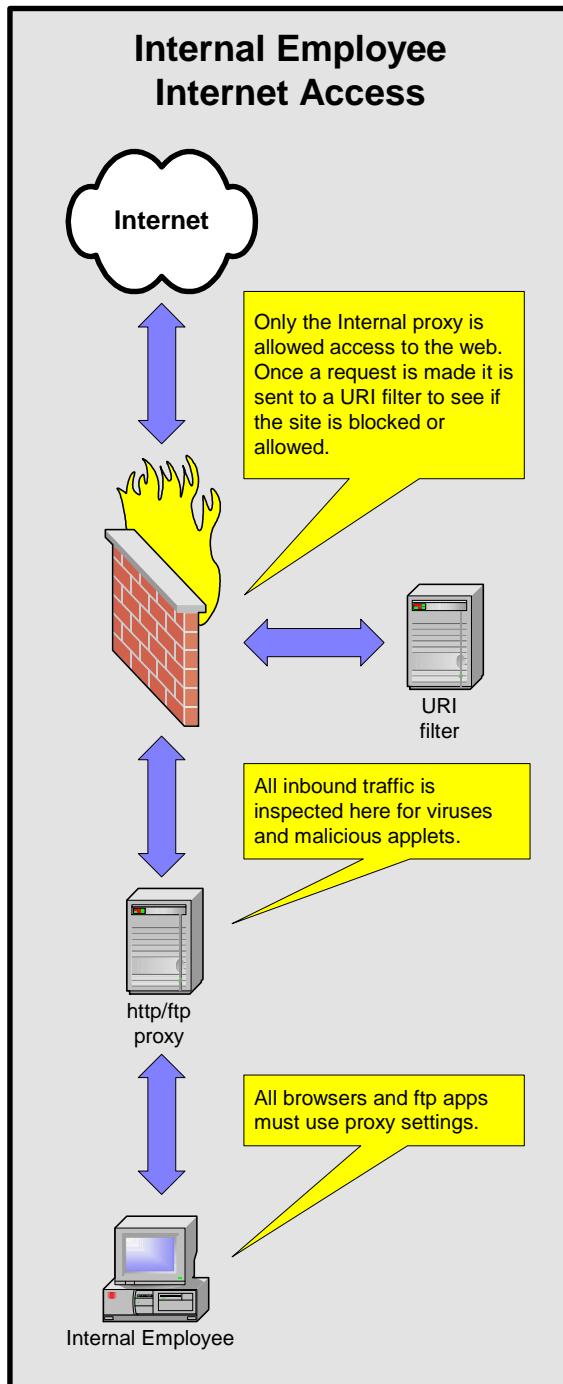 Internal Employee
Internet Access
Internet
Only the Internal proxy is
allowed access to the web.
Once a request is made it is
sent to a URI filter to see if
the site is blocked or
allowed.
URI
filter
All inbound traffic is
inspected here for viruses
and malicious applets.
http/ftp
proxy
All browsers and ftp apps
must use proxy settings.
Internal Employee